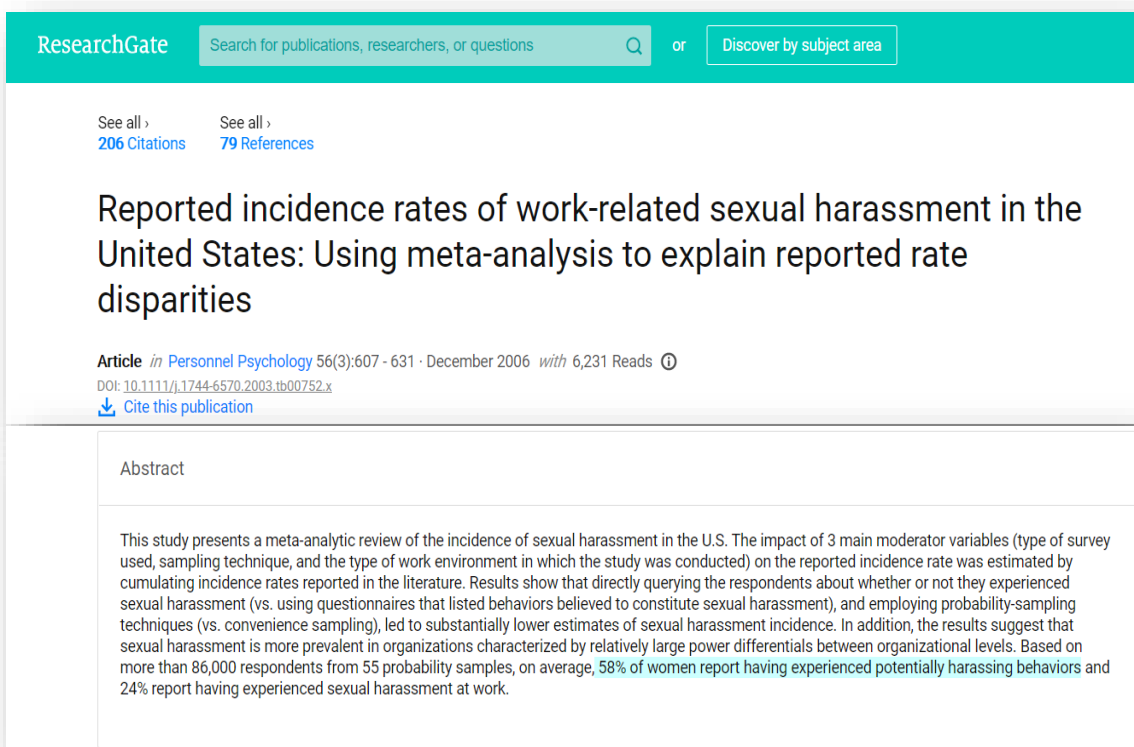 ResearchGate Search for publications, researchers, or questions or Discover by subject area
See all › See all ›
206 Citations 79 References
Reported incidence rates of work-related sexual harassment in the
United States: Using meta-analysis to explain reported rate
disparities
Article in Personnel Psychology 56(3):607 - 631 · December 2006 with 6,231 Reads
DOI: 10.1111/j.1744-6570.2003.tb00752.x
Cite this publication
Abstract
This study presents a meta-analytic review of the incidence of sexual harassment in the U.S. The impact of 3 main moderator variables (type of survey
used, sampling technique, and the type of work environment in which the study was conducted) on the reported incidence rate was estimated by
cumulating incidence rates reported in the literature. Results show that directly querying the respondents about whether or not they experienced
sexual harassment (vs. using questionnaires that listed behaviors believed to constitute sexual harassment), and employing probability-sampling
techniques (vs. convenience sampling), led to substantially lower estimates of sexual harassment incidence. In addition, the results suggest that
sexual harassment is more prevalent in organizations characterized by relatively large power differentials between organizational levels. Based on
more than 86,000 respondents from 55 probability samples, on average, 58% of women report having experienced potentially harassing behaviors and
24% report having experienced sexual harassment at work.